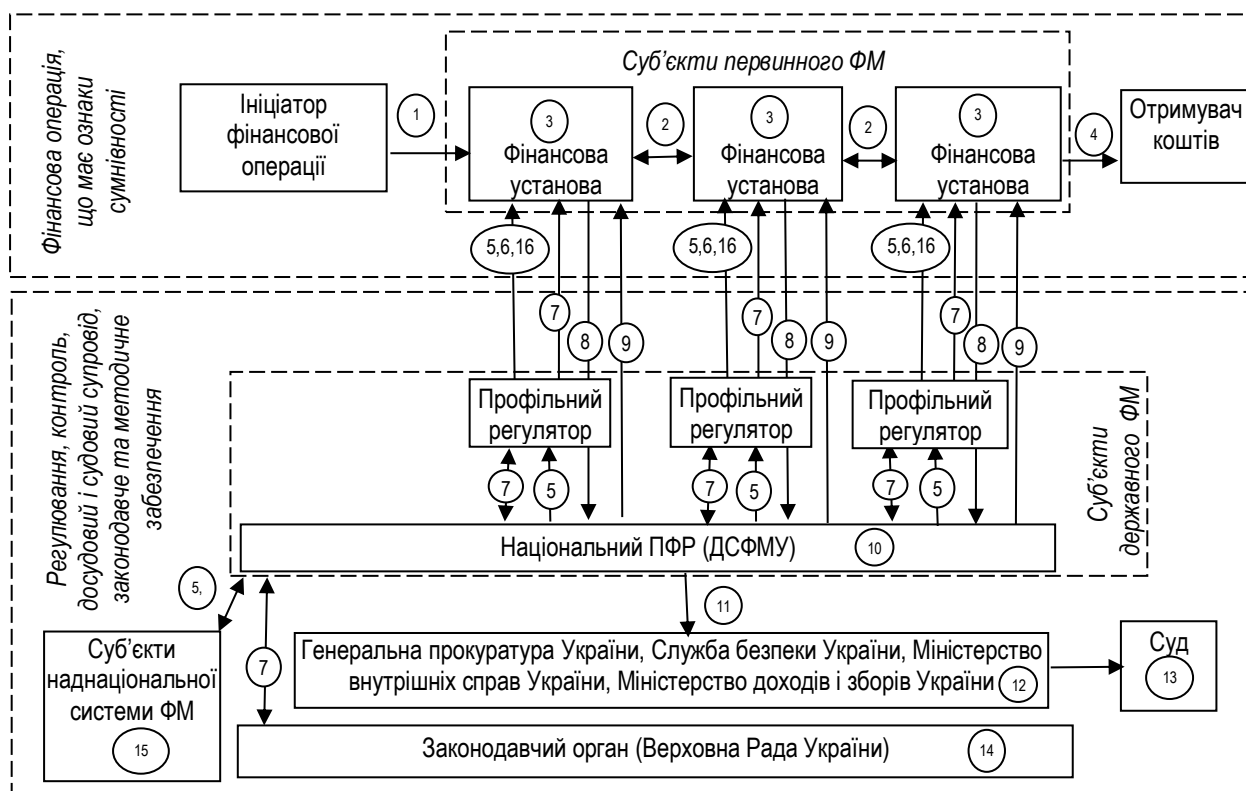 Фінансова операція,
що має ознаки
сумнівності
Суб’єкти первинного ФМ
Ініціатор
фінансової
операції
1
3
Фінансова
установа
2
3
Фінансова
установа
2
3
Фінансова
установа
4
Отримувач
коштів
5,6,16
7
8
9
5,6,16
7
8
9
5,6,16
7
8
9
Регулювання, контроль,
досудовий і судовий супровід,
законодавче та методичне
забезпечення
Профільний
регулятор
Профільний
регулятор
Профільний
регулятор
Суб’єкти
державного ФМ
7
5
7
5
7
5
Національний ПФР (ДСФМУ)
10
5,
7
11
Суб’єкти
наднаціональної
системи ФМ
15
Генеральна прокуратура України, Служба безпеки України, Міністерство
внутрішніх справ України, Міністерство доходів і зборів України
12
Суд
13
Законодавчий орган (Верховна Рада України)
14